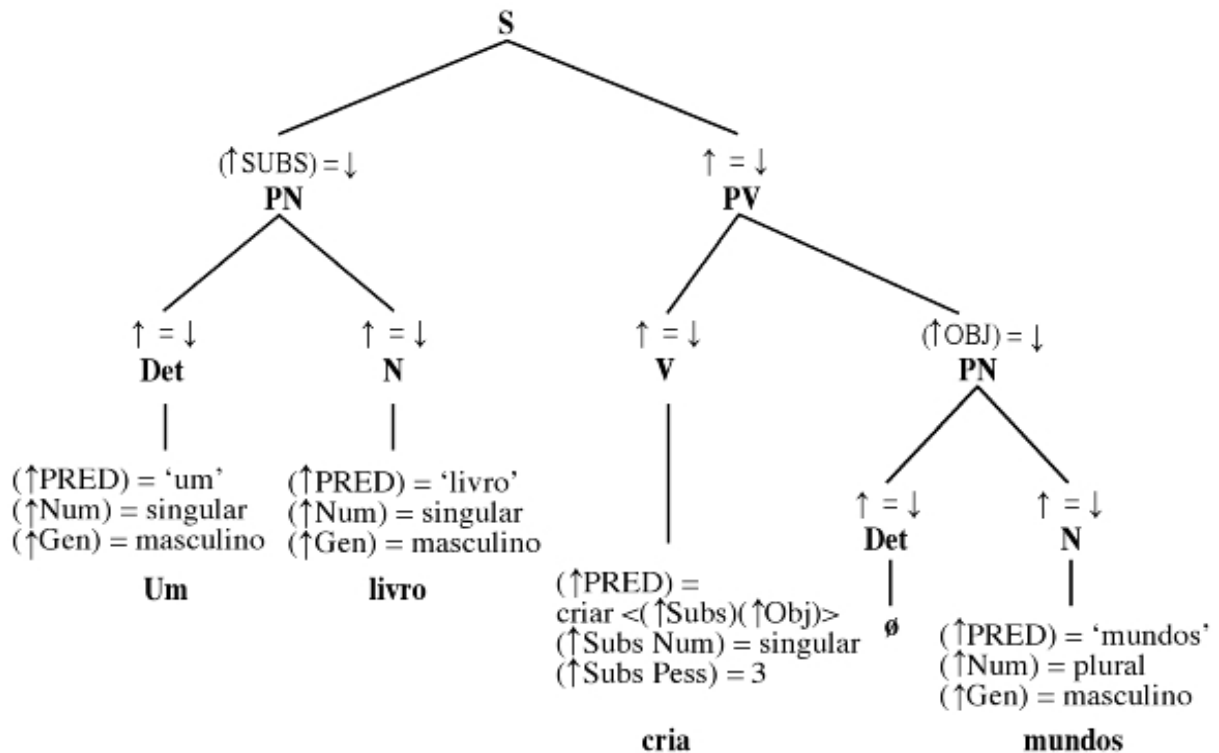 S
(↑SUBS) = ↓
PN
↑ = ↓
PV
↑ = ↓
Det
↑ = ↓
N
↑ = ↓
V
(↑OBJ) = ↓
PN
(↑PRED) = ‘um’
(↑Num) = singular
(↑Gen) = masculino
Um
(↑PRED) = ‘livro’
(↑Num) = singular
(↑Gen) = masculino
livro
(↑PRED) =
criar <(↑Subs)(↑Obj)>
(↑Subs Num) = singular
(↑Subs Pess) = 3
cria
↑ = ↓
Det
ø
↑ = ↓
N
(↑PRED) = ‘mundos’
(↑Num) = plural
(↑Gen) = masculino
mundos